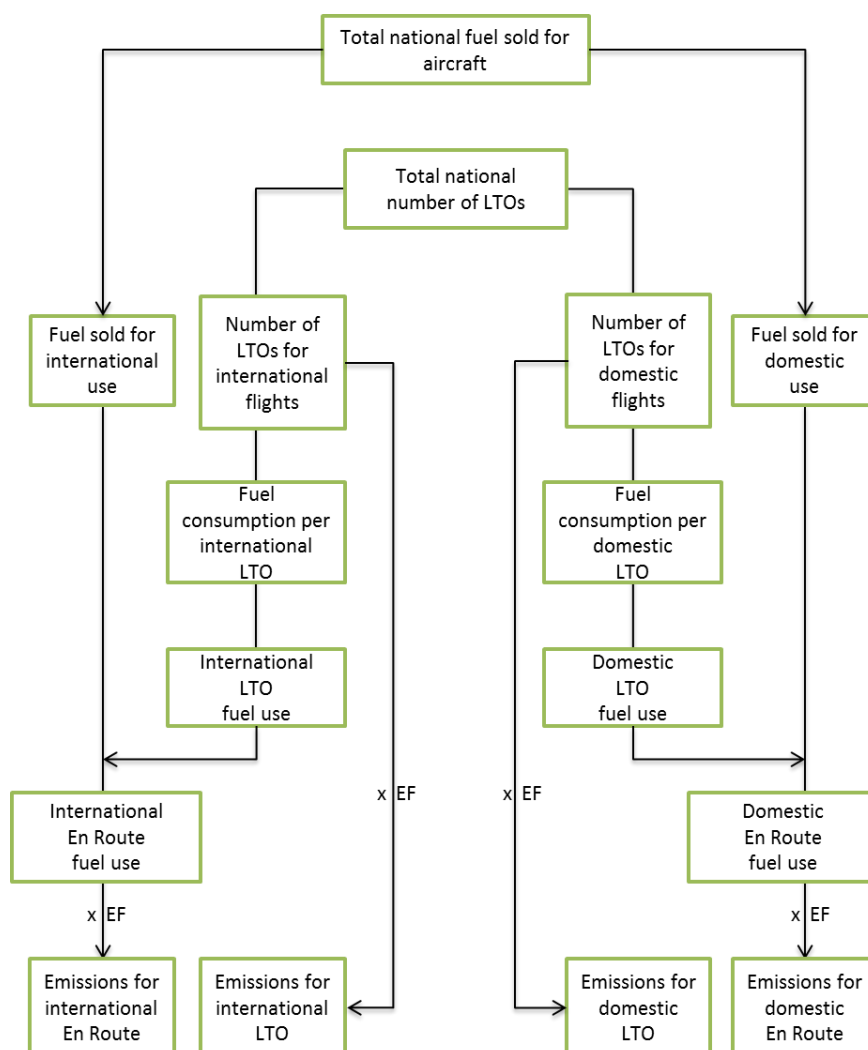 Total national fuel sold for
aircraft
Total national
number of LTOs
Fuel sold for
international
use
Number of
LTOs for
international
flights
Number of
LTOs for
domestic
flights
Fuel sold for
domestic
use
Fuel
consumption per
international
LTO
Fuel
consumption per
domestic
LTO
International
LTO
fuel use
Domestic
LTO
fuel use
International
En Route
fuel use
x EF
x EF
Domestic
En Route
fuel use
x EF
x EF
Emissions for
international
En Route
Emissions for
international
LTO
Emissions for
domestic
LTO
Emissions for
domestic
En Route